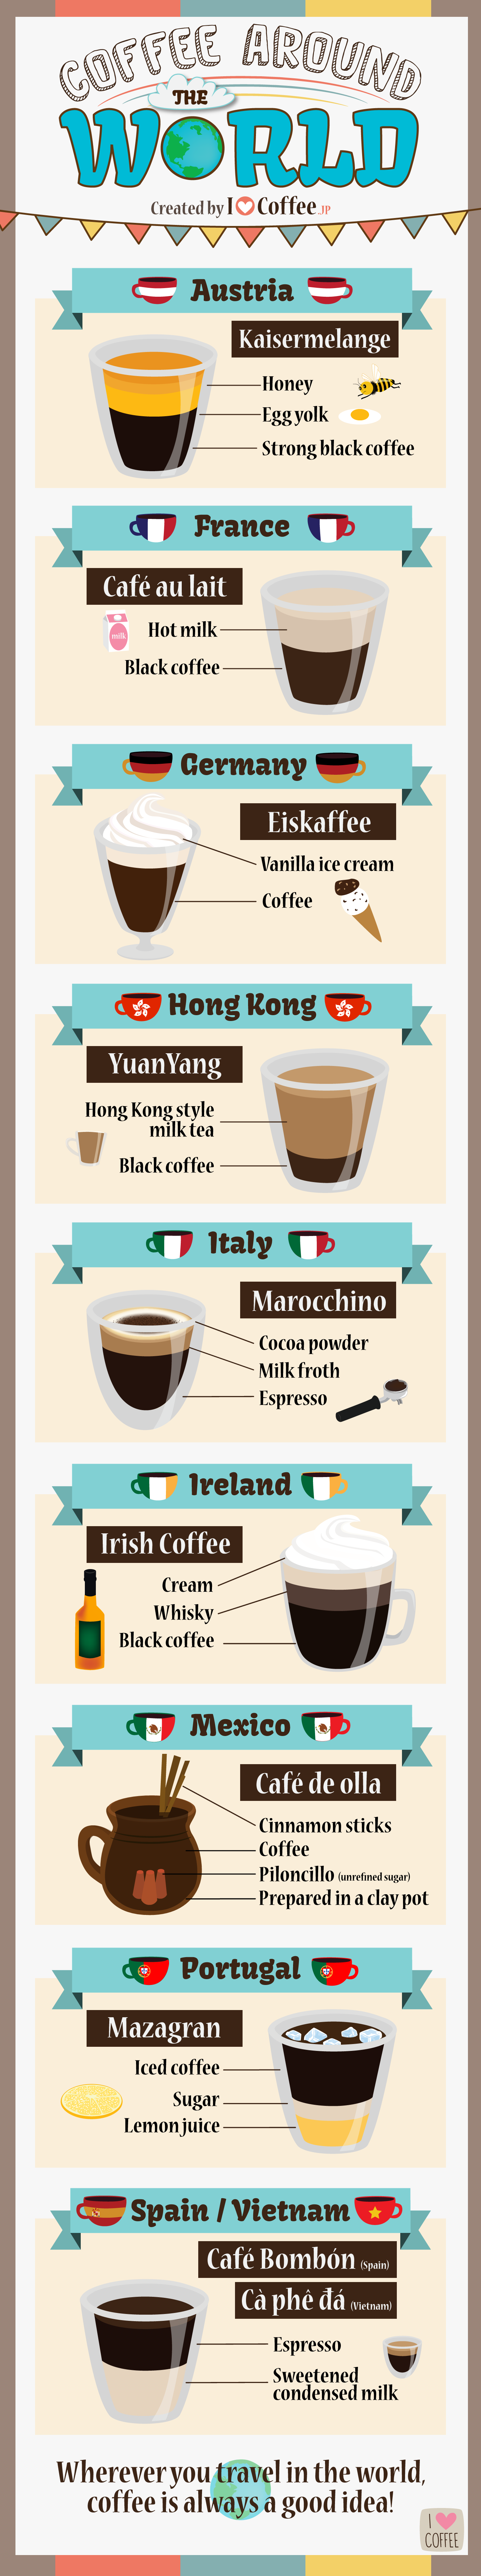 COFFEE AROUND
THE
WORLD
Created by I Coffee.JP
Austria
Kaisermelange
Honey
Egg yolk
Strong black coffee
France
Café au lait
milk
Hot milk
Black coffee
Germany
Eiskaffee
Vanilla ice cream
Coffee
Hong Kong
YuanYang
Hong Kong style
milk tea
Black coffee
Italy
Marocchino
Cocoa powder
Milk froth
Espresso
Ireland
Irish Coffee
Cream
Whisky
Black coffee
Mexico
Café de olla
Cinnamon sticks
Coffee
Piloncillo (unrefined sugar)
Prepared in a clay pot
Portugal
Mazagran
Iced coffee
Sugar
Lemon juice
Spain / Vietnam
Café Bombón (Spain)
Cà phê đá (Vietnam)
Espresso
Sweetened
condensed milk
Wherever you travel in the world,
coffee is always a good idea!
I
COFFEE